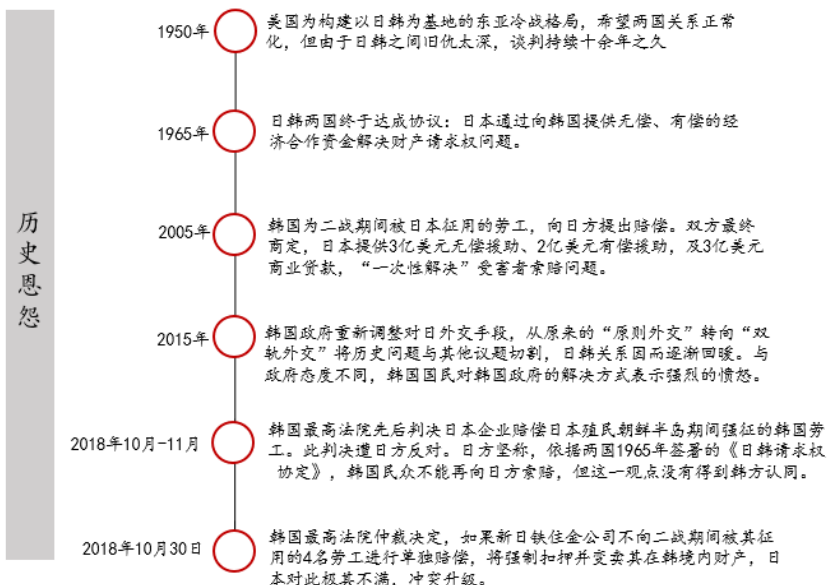 历史恩怨
1950年
美国为构建以日韩为基地的东亚冷战格局，希望两国关系正常
化，但由于日韩之间旧仇太深，谈判持续十余年之久
1965年
日韩两国终于达成协议：日本通过向韩国提供无偿、有偿的经
济合作资金解决财产请求权问题。
2005年
韩国为二战期间被日本征用的劳工，向日方提出赔偿。双方最终
商定，日本提供3亿美元无偿援助、2亿美元有偿援助，及3亿美元
商业贷款，“一次性解决”受害者索赔问题。
2015年
韩国政府重新调整对日外交手段，从原来的“原则外交”转向“双
轨外交”将历史问题与其他议题切割，日韩关系因而逐渐回暖。与
政府态度不同，韩国国民对韩国政府的解决方式表示强烈的愤怒。
2018年10月-11月
韩国最高法院先后判决日本企业赔偿日本殖民朝鲜半岛期间强征的韩国劳
工。此判决遭日方反对。日方坚称，依据两国1965年签署的《日韩请求权
协定》，韩国民众不能再向日方索赔，但这一观点没有得到韩方认同。
2018年10月30日
韩国最高法院仲裁决定，如果新日铁住金公司不向二战期间被其征
用的4名劳工进行单独赔偿，将强制扣押并变卖其在韩境内财产，日
本对此极其不满，冲突升级。